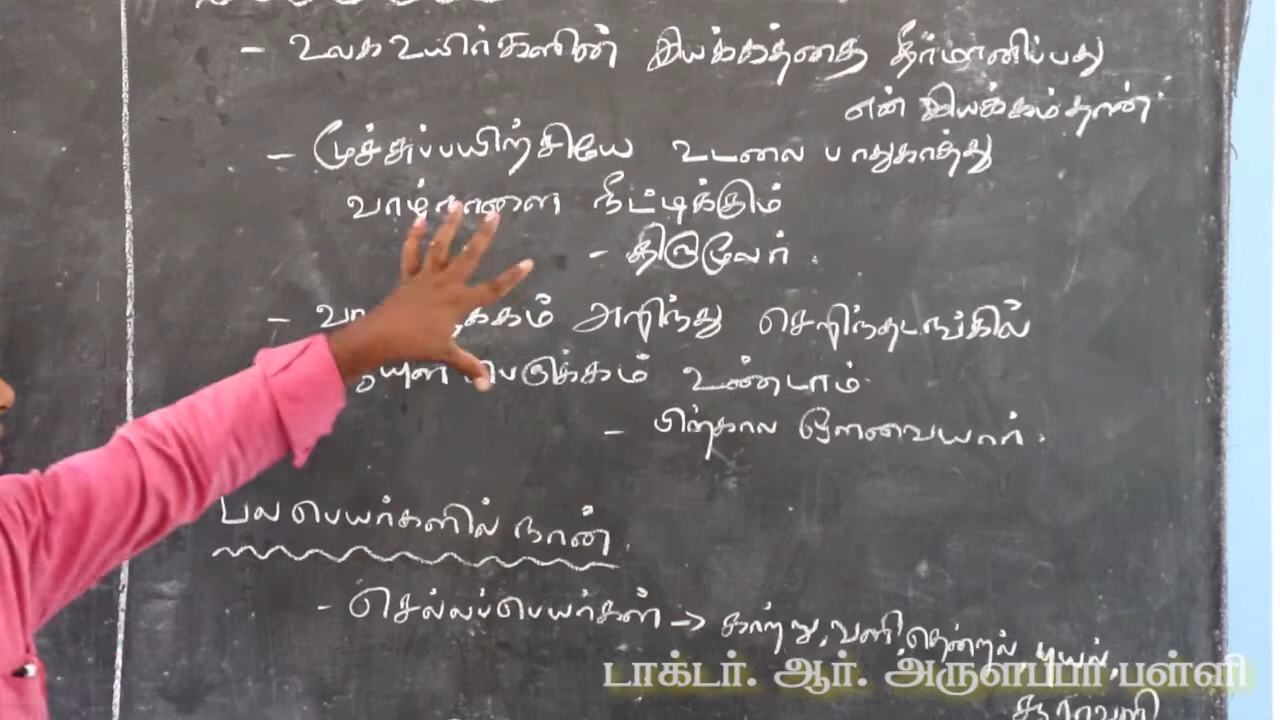 - உலக உயிர்களின் இயக்கத்தை தீர்மானிப்பது
என் இயக்கம்தான்
- மூச்சுப்பயிற்சியே உடலை பாதுகாத்து
வாழ்நாளை நீட்டிக்கும்
- திருமூலர்.
- அறிந்து செறிந்தடங்கில்
பெருக்கம் உண்டாம்.
- பிற்கால ஔவையார்.
பல பெயர்களில் நான்.
- செல்லப்பெயர்கள் → காற்று, வளி, தென்றல், புயல்,
சூறாவளி
டாக்டர். ஆர். அருளப்பா பள்ளி